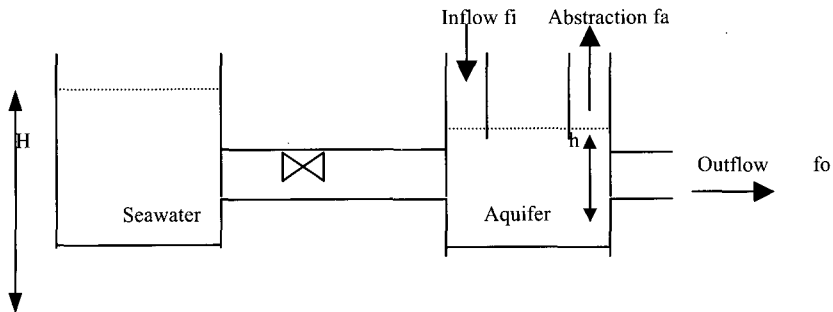 Inflow fi Abstraction fa
H
h
Outflow fo
Seawater Aquifer